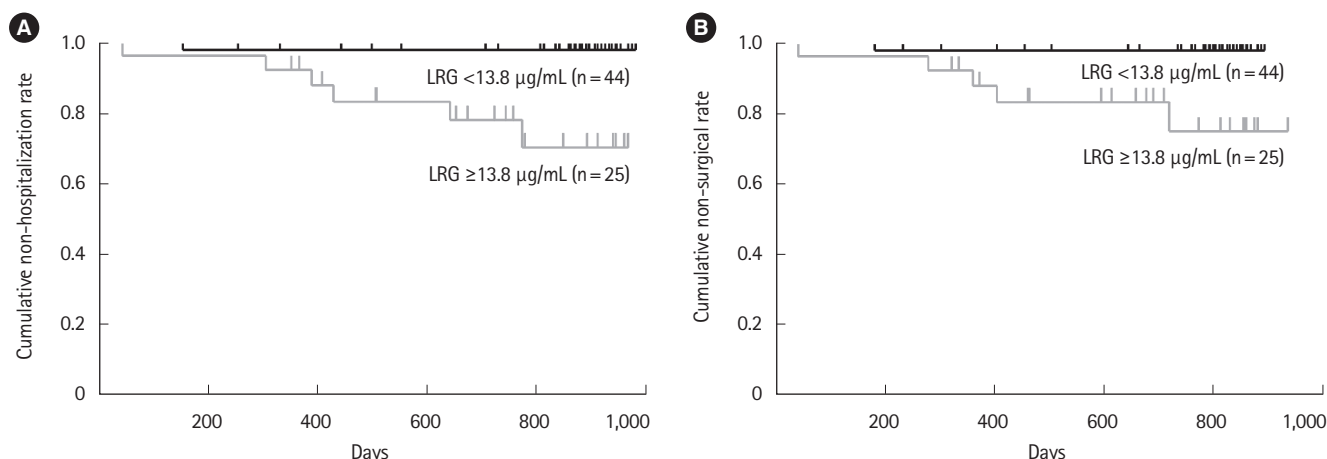 A
Cumulative non-hospitalization rate
1.0
0.8
0.6
0.4
0.2
0
LRG <13.8 µg/mL (n=44)
LRG ≥13.8 µg/mL (n=25)
200 400 600 800 1,000
Days
B
Cumulative non-surgical rate
1.0
0.8
0.6
0.4
0.2
0
LRG <13.8 µg/mL (n=44)
LRG ≥13.8 µg/mL (n=25)
200 400 600 800 1,000
Days